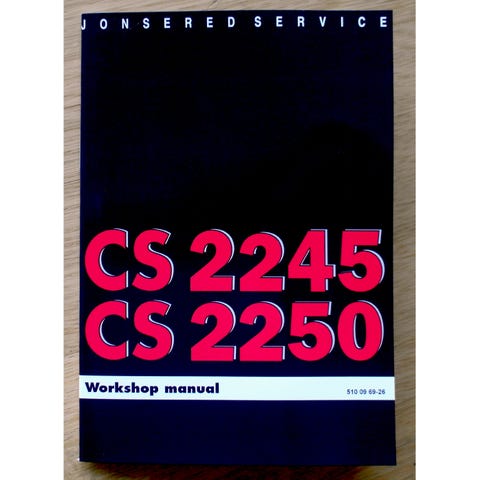 JONSERED SERVICE
CS 2245
CS 2250
Workshop manual 510 09 69-26